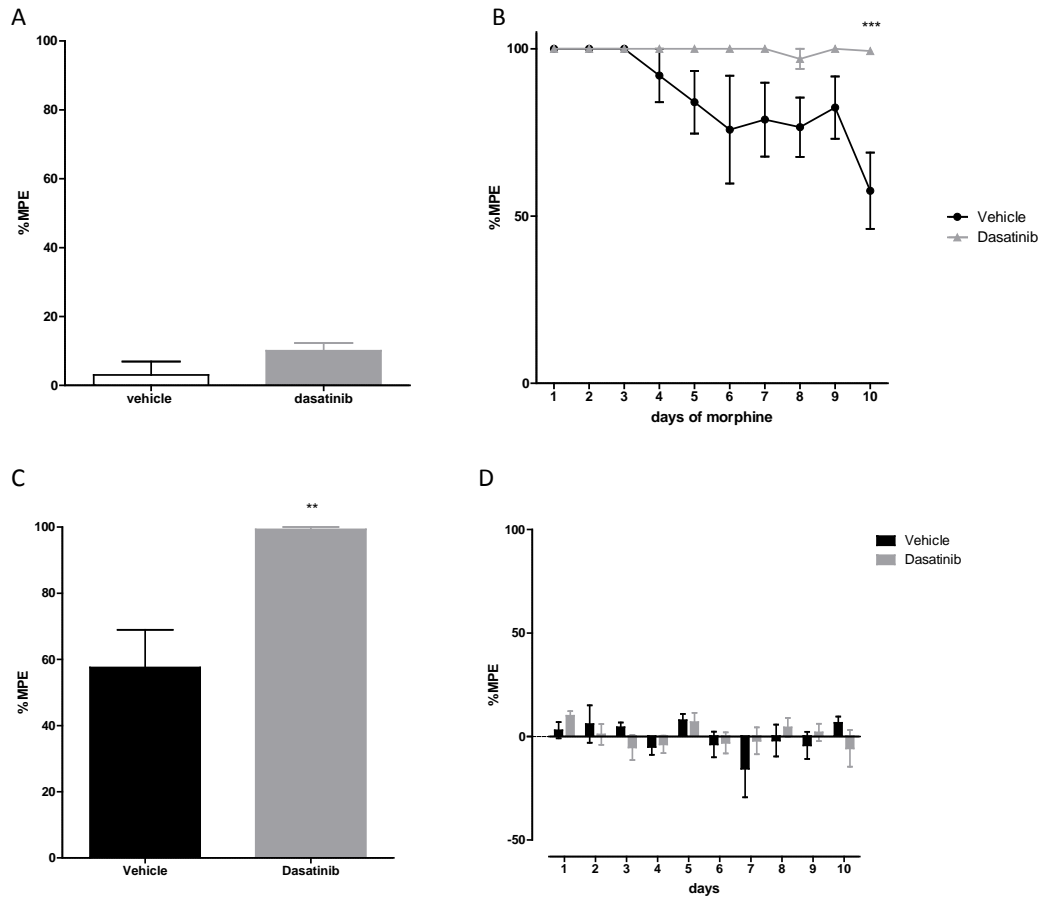 A
100
80
60
40
20
0
%MPE
vehicle dasatinib
B
***
100
50
0
%MPE
1 2 3 4 5 6 7 8 9 10
days of morphine
Vehicle
Dasatinib
C
**
100
80
60
40
20
0
%MPE
Vehicle Dasatinib
D
100
50
0
-50
%MPE
1 2 3 4 5 6 7 8 9 10
days
Vehicle
Dasatinib